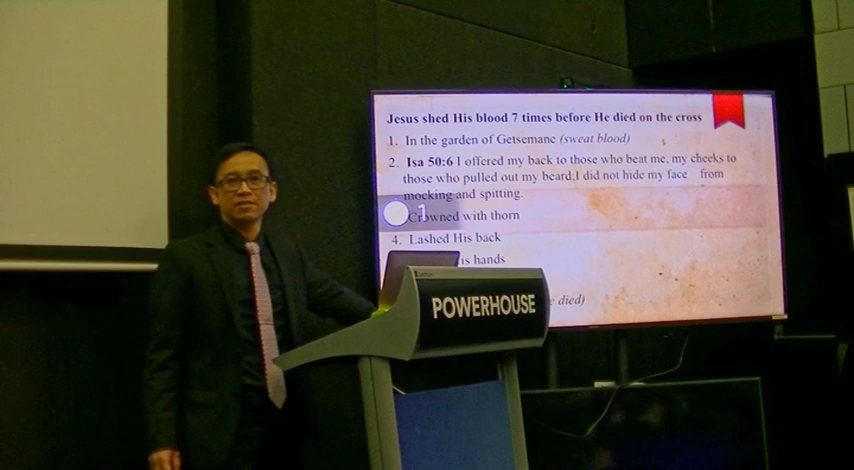 Jesus shed His blood 7 times before He died on the cross
1. In the garden of Getsemane (sweat blood)
2. Isa 50:6 I offered my back to those who beat me, my cheeks to
those who pulled out my beard,I did not hide my face from
mocking and spitting.
1
Crowned with thorn
4. Lashed His back
is hands
died)
POWERHOUSE